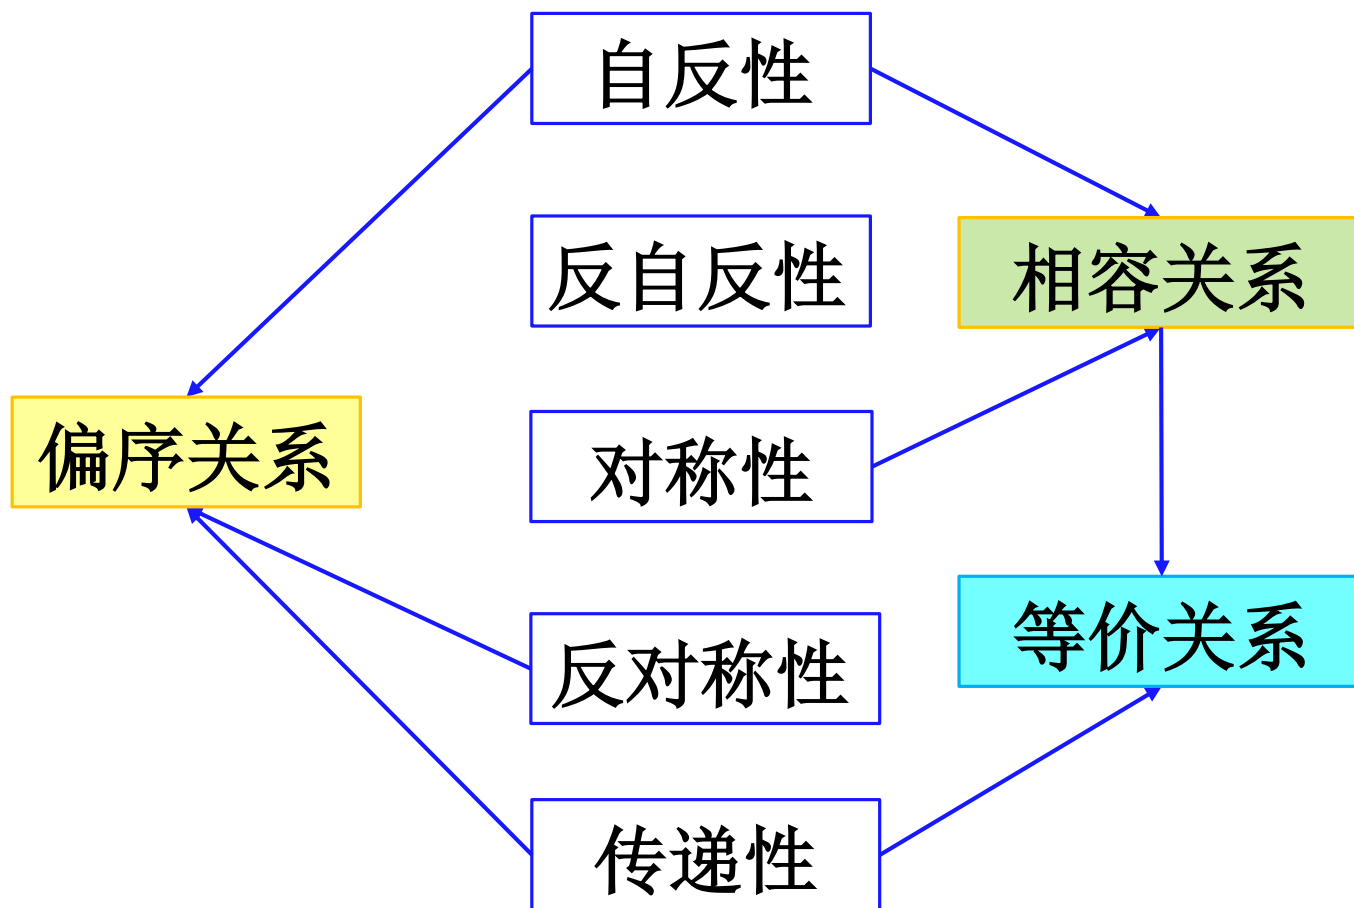 自反性
反自反性
相容关系
偏序关系
对称性
等价关系
反对称性
传递性